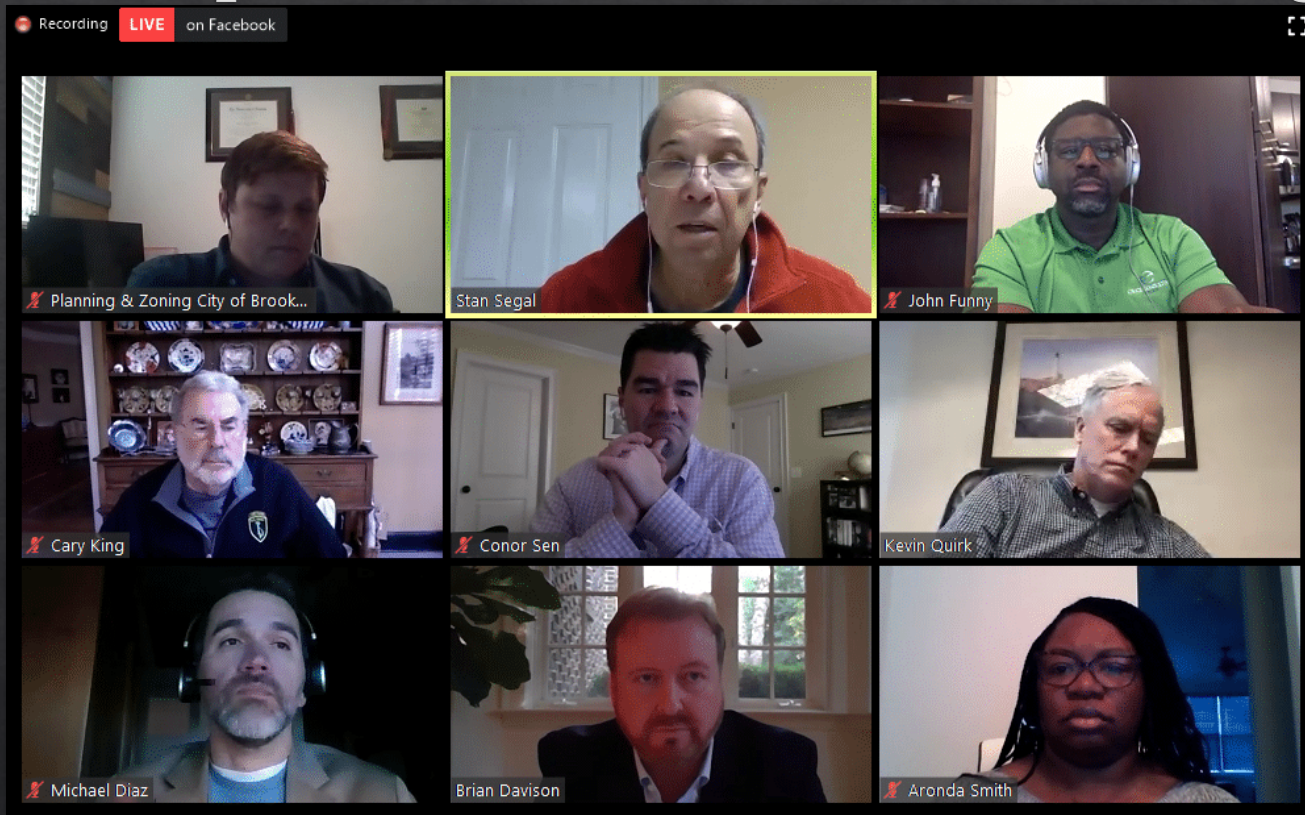 Recording
LIVE on Facebook
Planning & Zoning City of Brook...
Stan Segal
John Funny
Cary King
Conor Sen
Kevin Quirk
Michael Diaz
Brian Davison
Aronda Smith